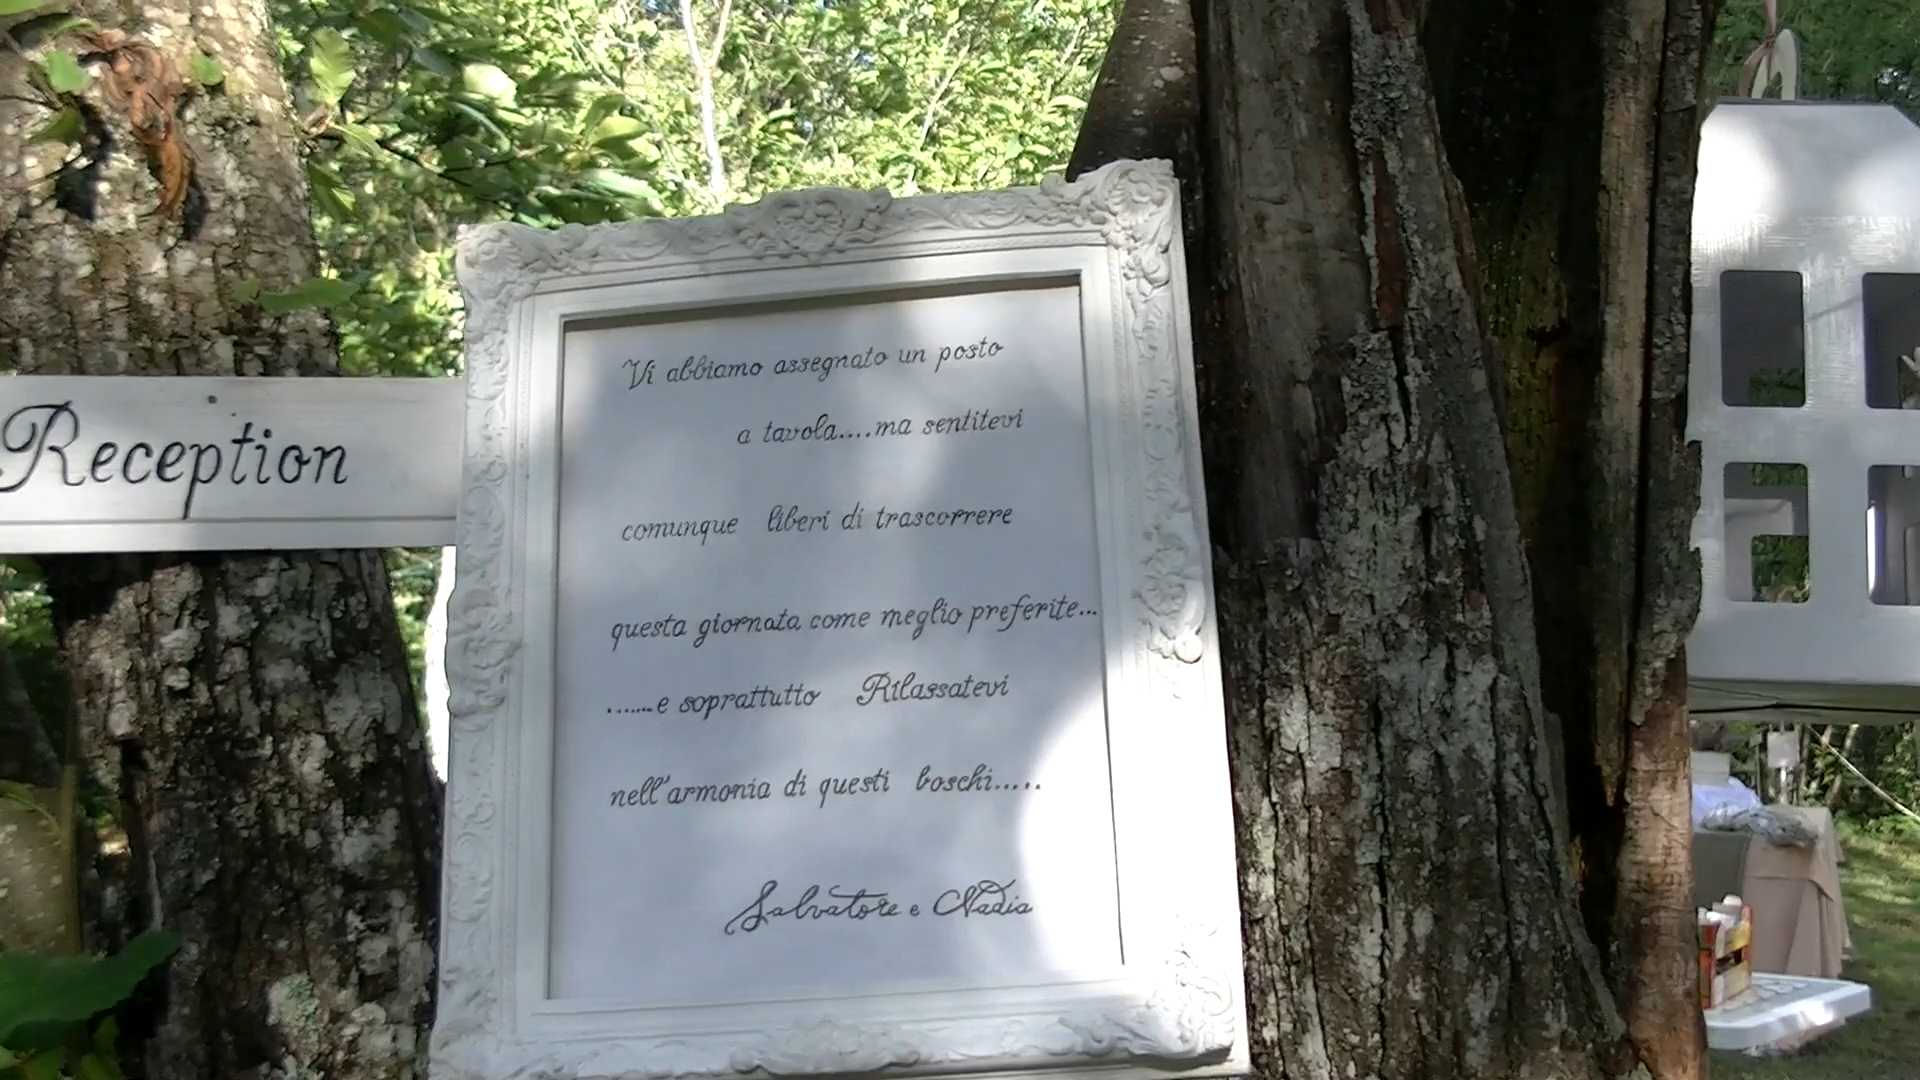 Reception
Vi abbiamo assegnato un posto
a tavola....ma sentitevi
comunque liberi di trascorrere
questa giornata come meglio preferite...
.......e soprattutto Rilassatevi
nell'armonia di questi boschi.....
Salvatore e Nadia